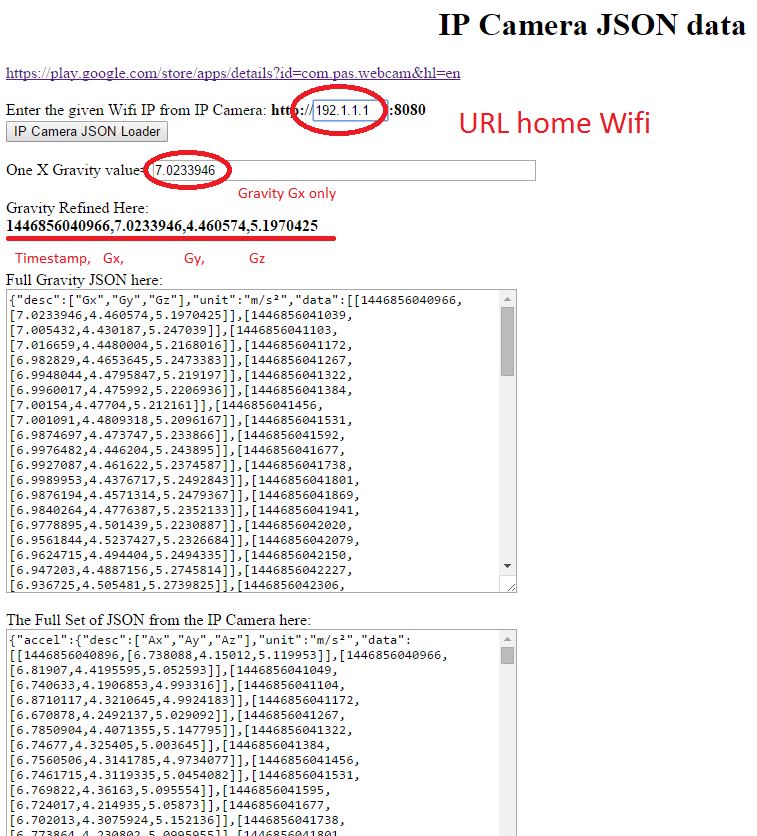 IP Camera JSON data
https://play.google.com/store/apps/details?id=com.pas.webcam&hl=en
Enter the given Wifi IP from IP Camera: http://192.1.1.1:8080
URL home Wifi
IP Camera JSON Loader
One X Gravity value= 7.0233946
Gravity Gx only
Gravity Refined Here:
1446856040966,7.0233946,4.460574,5.1970425
Timestamp, Gx, Gy, Gz
Full Gravity JSON here:
{"desc":["Gx","Gy","Gz"],"unit":"m/s²","data":[[1446856040966,
[7.0233946,4.460574,5.1970425]],[1446856041039,
[7.005432,4.430187,5.247039]],[1446856041103,
[7.016659,4.4480004,5.2168016]],[1446856041172,
[6.982829,4.4653645,5.2473383]],[1446856041267,
[6.9948044,4.4795847,5.219197]],[1446856041322,
[6.9960017,4.475992,5.2206936]],[1446856041384,
[7.00154,4.47704,5.212161]],[1446856041456,
[7.001091,4.4809318,5.2096167]],[1446856041531,
[6.9874697,4.473747,5.233866]],[1446856041592,
[6.9976482,4.446204,5.243895]],[1446856041677,
[6.9927087,4.461622,5.2374587]],[1446856041738,
[6.9989953,4.4376717,5.2492843]],[1446856041801,
[6.9876194,4.4571314,5.2479367]],[1446856041869,
[6.9840264,4.4776387,5.2352133]],[1446856041941,
[6.9778895,4.501439,5.2230887]],[1446856042020,
[6.9561844,4.5237427,5.2326684]],[1446856042079,
[6.9624715,4.494404,5.2494335]],[1446856042150,
[6.947203,4.4887156,5.2745814]],[1446856042227,
[6.936725,4.505481,5.2739825]],[1446856042306,
The Full Set of JSON from the IP Camera here:
{"accel":{"desc":["Ax","Ay","Az"],"unit":"m/s²","data":
[[1446856040896,[6.738088,4.15012,5.119953]],[1446856040966,
[6.81907,4.4195595,5.052593]],[1446856041049,
[6.740633,4.1906853,4.993316]],[1446856041104,
[6.8710117,4.3210645,4.9924183]],[1446856041172,
[6.670878,4.2492137,5.029092]],[1446856041267,
[6.7850904,4.4071355,5.147795]],[1446856041322,
[6.74677,4.325405,5.003645]],[1446856041384,
[6.7560506,4.3141785,4.9734077]],[1446856041456,
[6.7461715,4.3119335,5.0454082]],[1446856041531,
[6.769822,4.36163,5.095554]],[1446856041595,
[6.724017,4.214935,5.05873]],[1446856041677,
[6.702013,4.3075924,5.152136]],[1446856041738,
[6.773864,4.230802,5.0995955]],[1446856041801,